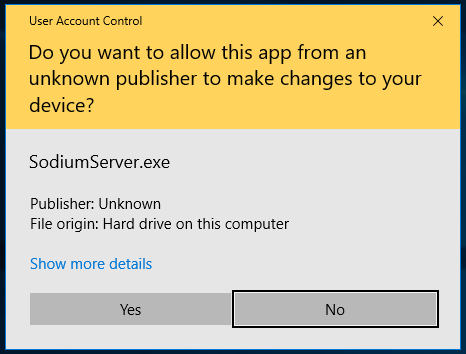 User Account Control
Do you want to allow this app from an
unknown publisher to make changes to your
device?
SodiumServer.exe
Publisher: Unknown
File origin: Hard drive on this computer
Show more details
Yes No